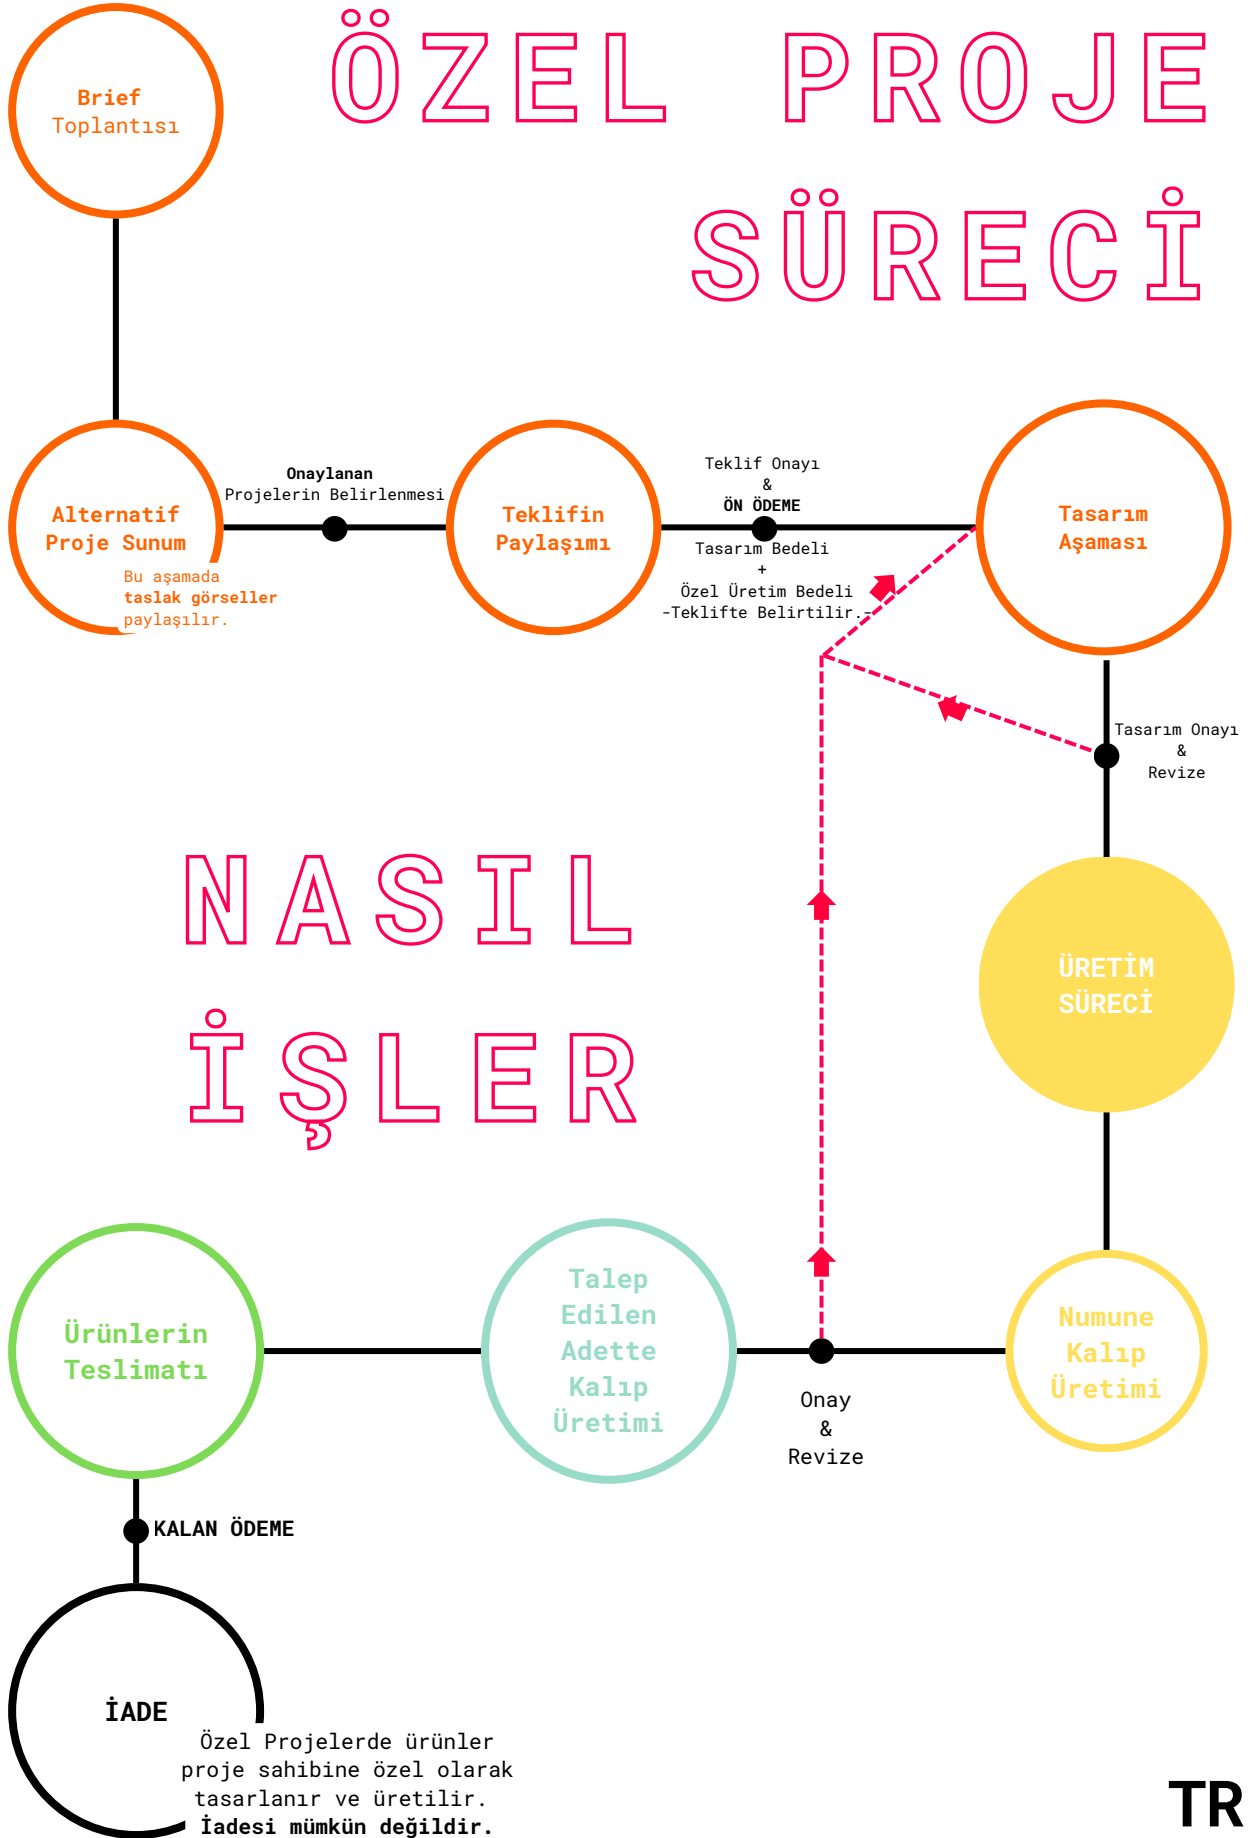 ÖZEL PROJE
SÜRECİ
Brief
Toplantısı
Alternatif
Proje Sunum
Bu aşamada
taslak görseller
paylaşılır.
Onaylanan
Projelerin Belirlenmesi
Teklifin
Paylaşımı
Teklif Onayı
&
ÖN ÖDEME
Tasarım Bedeli
+
Özel Üretim Bedeli
-Teklifte Belirtilir.-
Tasarım
Aşaması
Tasarım Onayı
&
Revize
NASIL
İŞLER
ÜRETİM
SÜRECİ
Numune
Kalıp
Üretimi
Onay
&
Revize
Talep
Edilen
Adette
Kalıp
Üretimi
Ürünlerin
Teslimatı
KALAN ÖDEME
İADE
Özel Projelerde ürünler
proje sahibine özel olarak
tasarlanır ve üretilir.
İadesi mümkün değildir.
TR